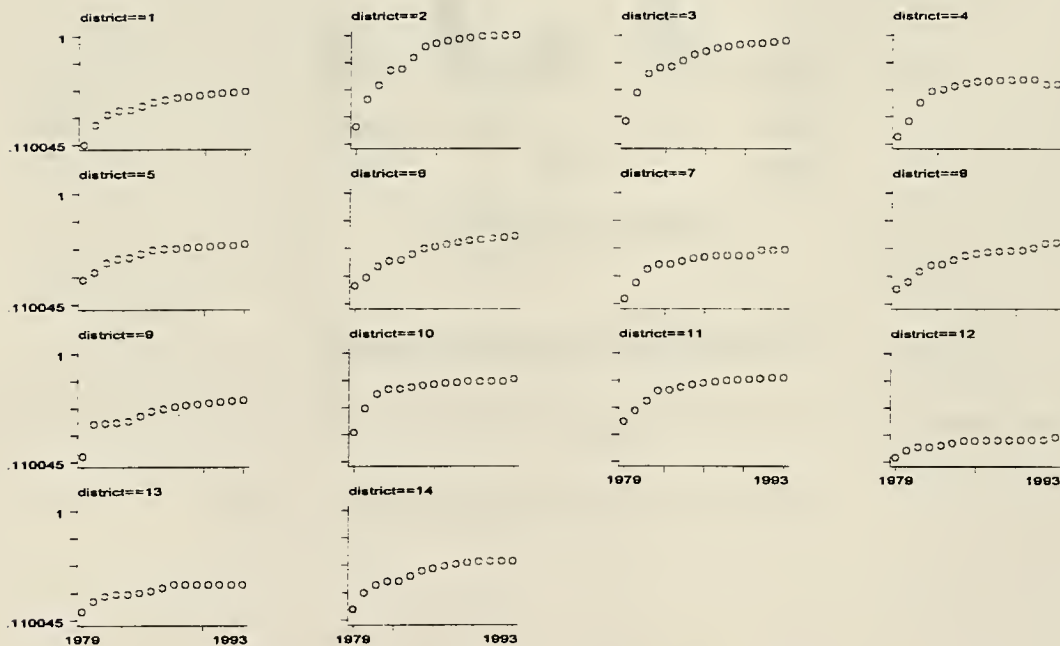 district==1
district==2
district==3
district==4
1
.110045
district==5
district==6
district==7
district==8
1
.110045
district==9
district==10
district==11
district==12
1
.110045
1979
1993
1979
1993
district==13
district==14
1
.110045
1979
1993
1979
1993